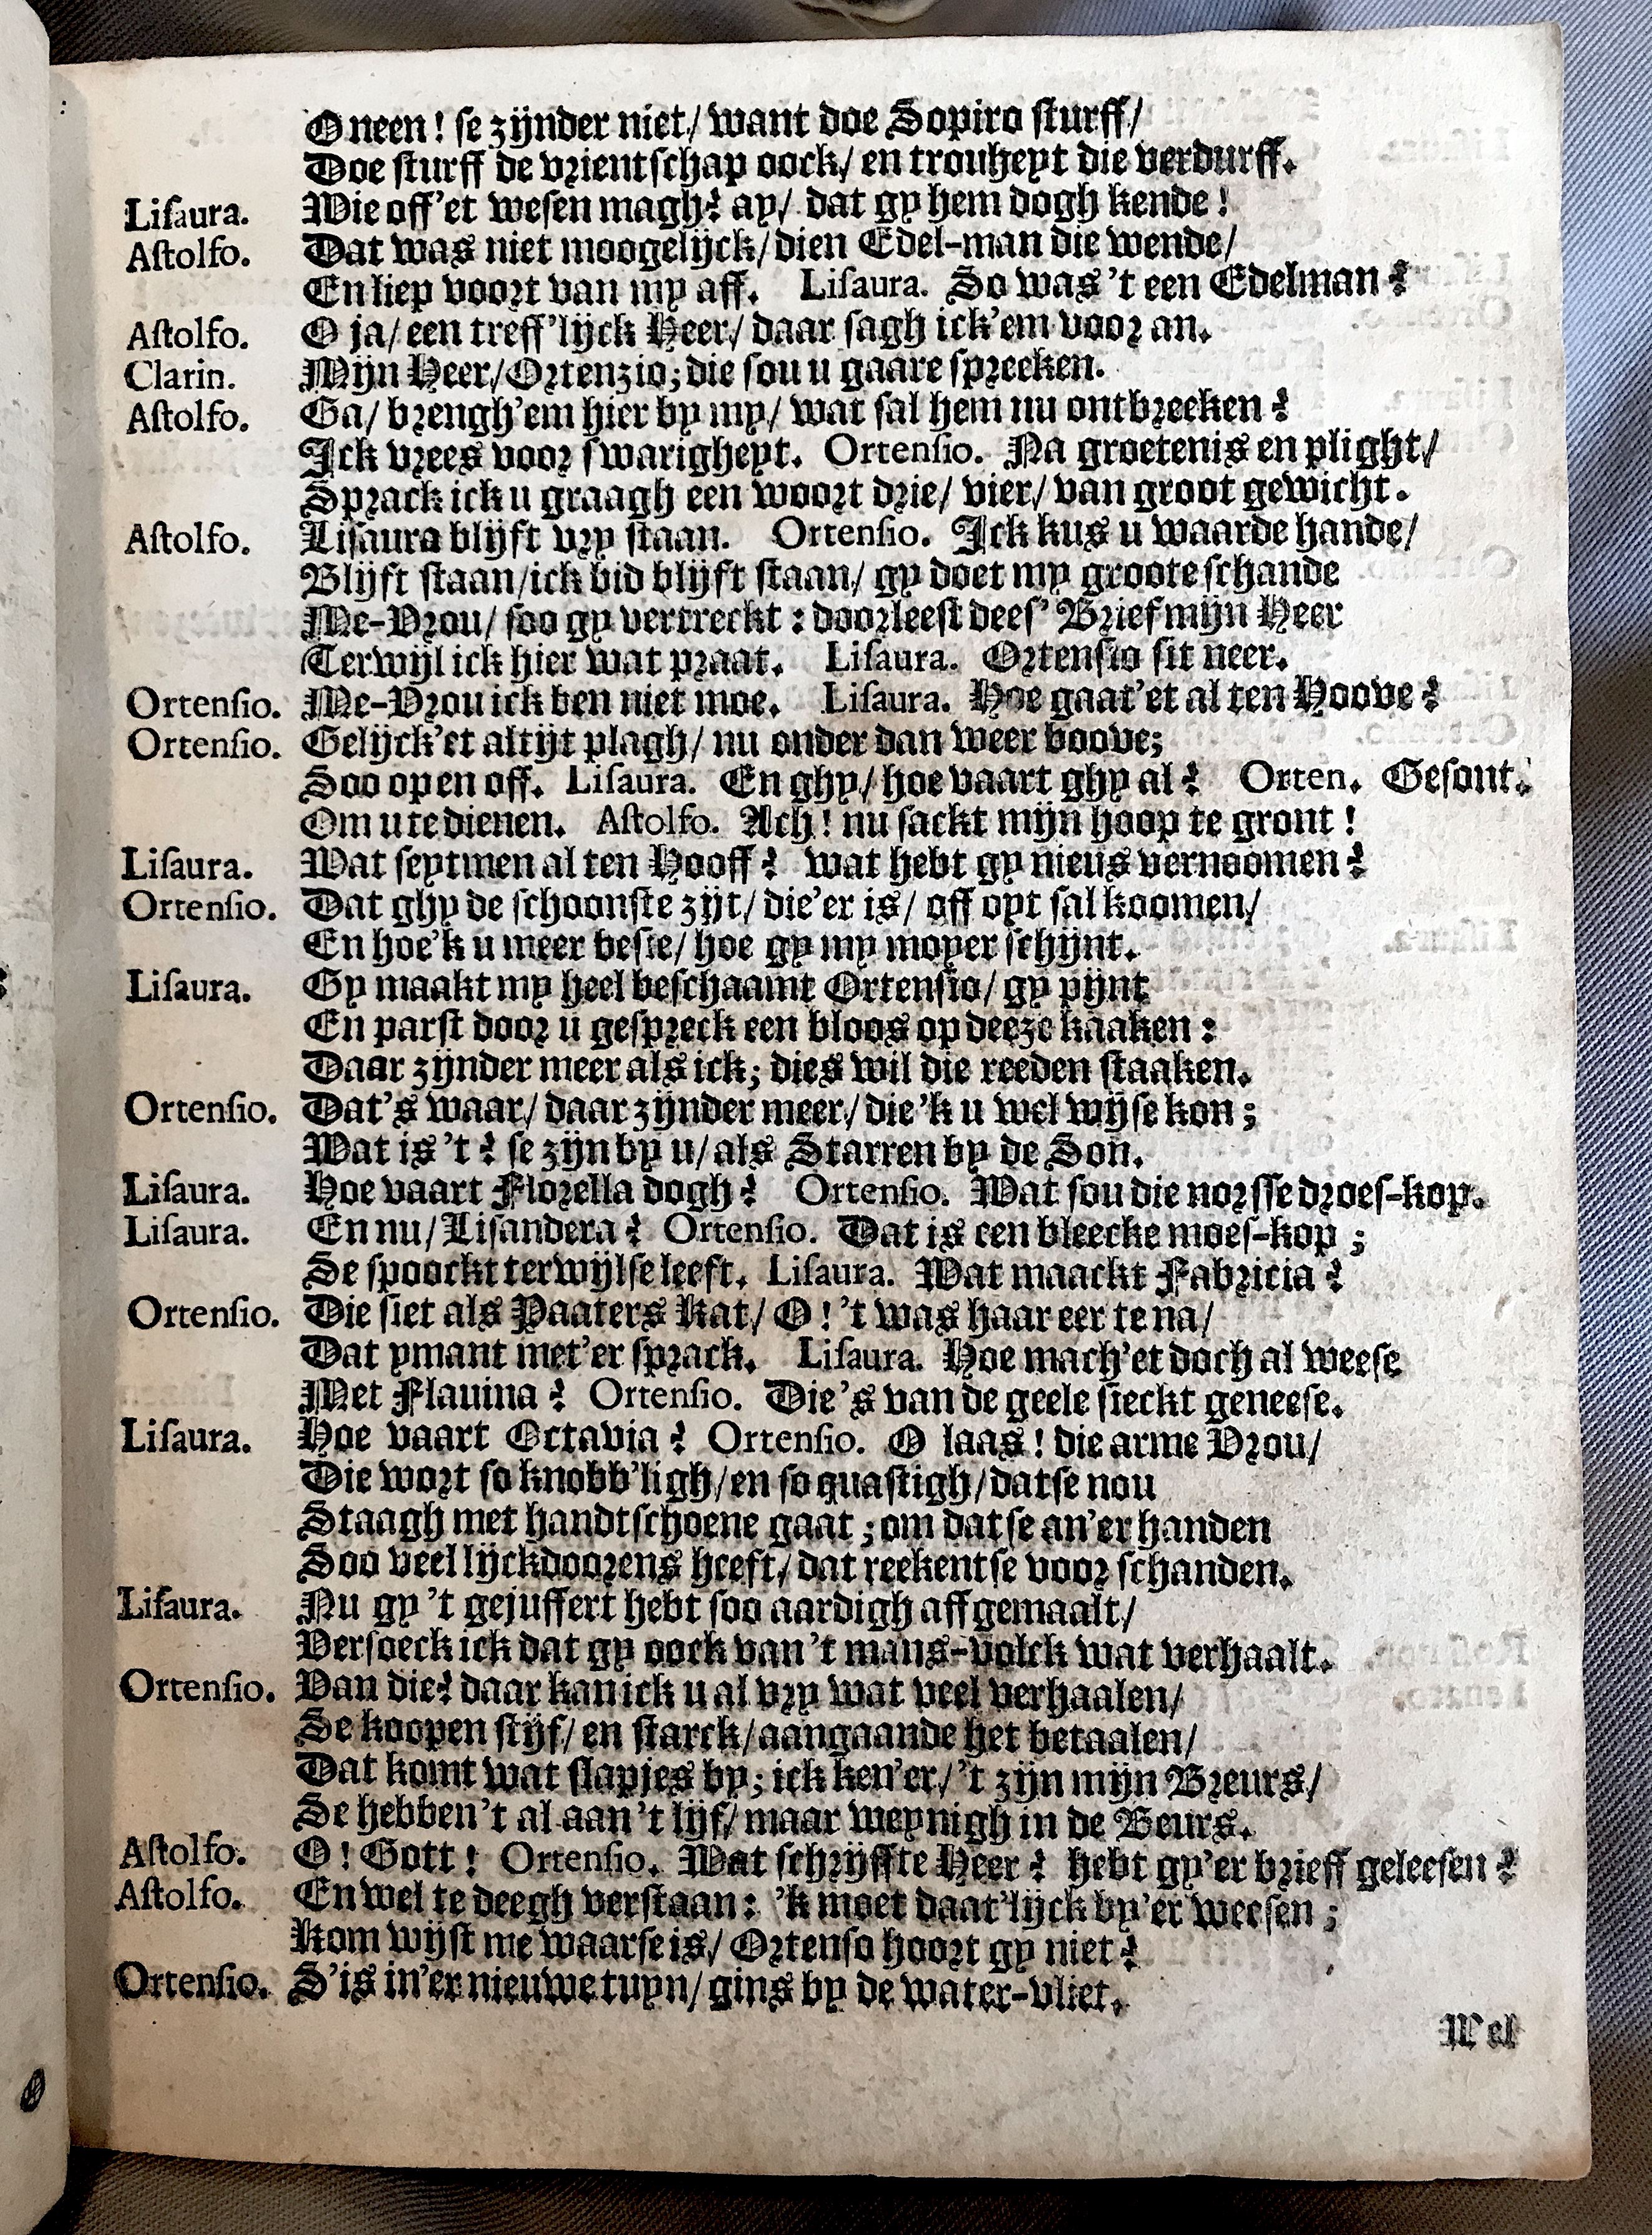 O neen! se zijnder niet/ want doe Sopiro sturff/
Doe sturff de vrientschap oock/ en trouheyt die verdurff.
Lisaura. Wie off'et wesen magh? ay/ dat gy hem dogh kende!
Astolfo. Dat was niet moogelijck/ dien Edel-man die wende/
En liep voort van my aff. Lisaura. So was 't een Edelman?
Astolfo. O ja/ een treff'lijck Heer/ daar sagh ick'em voor an.
Clarin. Mijn Heer/ Ortenzio; die sou u gaare spreeken.
Astolfo. Ga/ brengh'em hier by my/ wat sal hem nu ontbreeken?
Ick vrees voor swarigheyt. Ortensio. Na groetenis en plight/
Sprack ick u graagh een woort drie/ vier/ van groot gewicht.
Astolfo. Lisaura blijft vry staan. Ortensio. Ick kus u waarde hande/
Blijft staan/ ick bid blijft staan/ gy doet my groote schande
Me-Vrou/ soo gy vertreckt: doorleest dees' Brief mijn Heer
Terwijl ick hier wat praat. Lisaura. Ortensio sit neer.
Ortensio. Me-Vrou ick ben niet moe. Lisaura. Hoe gaat'et al ten Hoove?
Ortensio. Gelijck'et altijt plagh/ nu onder dan weer boove;
Soo op en off. Lisaura. En ghy/ hoe vaart ghy al? Orten. Gesont.
Om u te dienen. Astolfo. Ach! nu sackt mijn hoop te gront!
Lisaura. Wat seytmen al ten Hooff? wat hebt gy nieus vernoomen?
Ortensio. Dat ghy de schoonste zijt/ die'er is/ off oyt sal koomen/
En hoe'k u meer besie/ hoe gy my moyer schijnt.
Lisaura. Gy maakt my heel beschaamt Ortensio/ gy pijnt
En parst door u gespreck een bloos op deeze kaaken:
Daar zijnder meer als ick; dies wil die reeden staaken.
Ortensio. Dat's waar/ daar zijnder meer/ die'k u wel wijse kon;
Wat is 't? se zijn by u/ als Starren by de Son.
Lisaura. Hoe vaart Florella dogh? Ortensio. Wat sou die norsse droes-kop.
Lisaura. En nu/ Lisandera? Ortensio. Dat is een bleecke moes-kop;
Se spoockt terwijl se leeft. Lisaura. Wat maackt Fabricia?
Ortensio. Die siet als Paaters Kat/ O! 't was haar eer te na/
Dat ymant met'er sprack. Lisaura. Hoe mach'et doch al weese
Met Flavina? Ortensio. Die's van de geele sieckt geneese.
Lisaura. Hoe vaart Octavia? Ortensio. O laas! die arme Vrou/
Die wort so knobb'ligh/ en so quastigh/ datse nou
Staagh met handtschoene gaat; om datse an'er handen
Soo veel lijckdoorens heeft/ dat reekentse voor schanden.
Lisaura. Nu gy 't gejuffert hebt soo aardigh affgemaalt/
Versoeck ick dat gy oock van't mans-volck wat verhaalt.
Ortensio. Van die? daar kan ick u al vry wat veel verhaalen/
Se koopen stijf/ en starck/ aangaande het betaalen/
Dat komt wat slapjes by; ick ken'er/ 't zijn mijn Breurs/
Se hebben't al aan 't lijf/ maar weynigh in de Beurs.
Astolfo. O! Gott! Ortensio. Wat schrijftte Heer? hebt gy'er brieff geleesen?
Astolfo. En wel te deegh verstaan: 'k moet daat'lijck by'er weesen;
Kom wijst me waarse is/ Ortenso hoort gy niet?
Ortensio. S'is in'er nieuwe tuyn/ gins by de water-vliet.
Wel